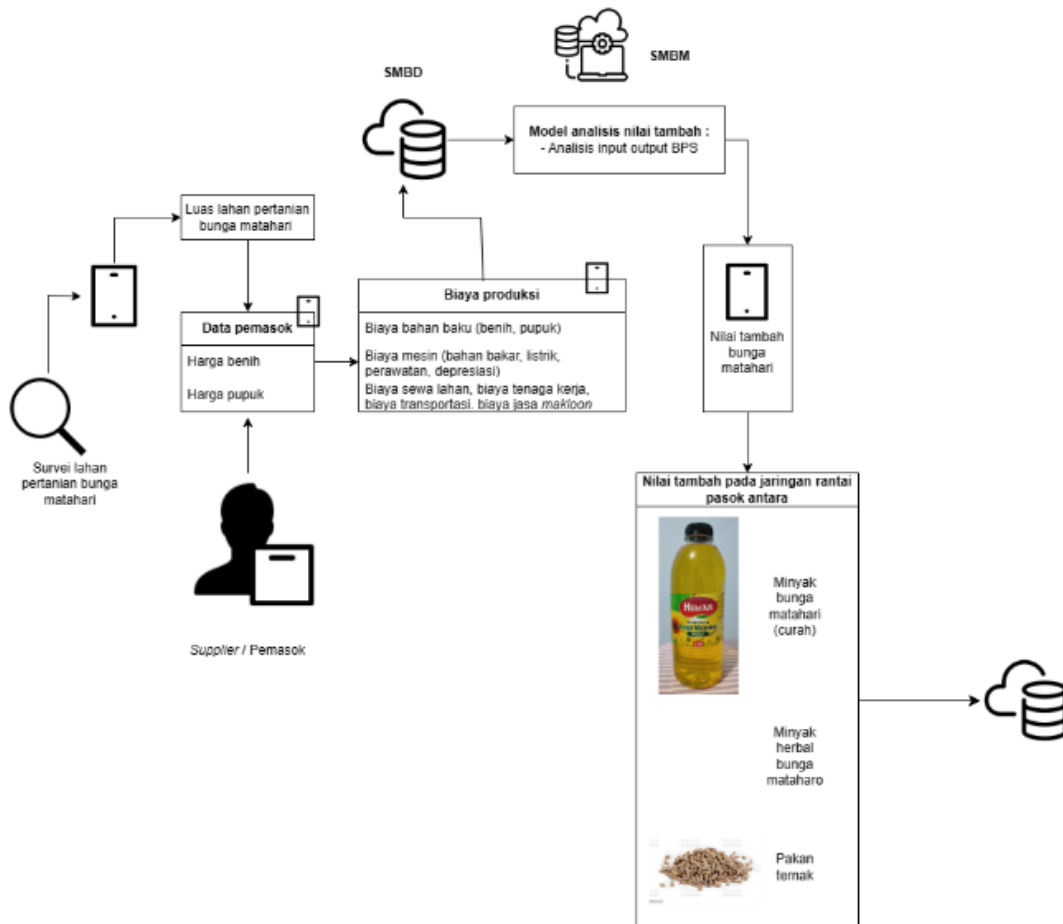 SMBM
SMBD
Model analisis nilai tambah :
- Analisis input output BPS
Luas lahan pertanian
bunga matahari
Biaya produksi
Biaya bahan baku (benih, pupuk)
Biaya mesin (bahan bakar, listrik,
perawatan, depresiasi)
Biaya sewa lahan, biaya tenaga kerja,
biaya transportasi. biaya jasa makloon
Data pemasok
Harga benih
Harga pupuk
Nilai tambah
bunga
matahari
Survei lahan
pertanian bunga
matahari
Supplier / Pemasok
Nilai tambah pada jaringan rantai
pasok antara
Minyak
bunga
matahari
(curah)
Minyak
herbal
bunga
mataharo
Pakan
ternak